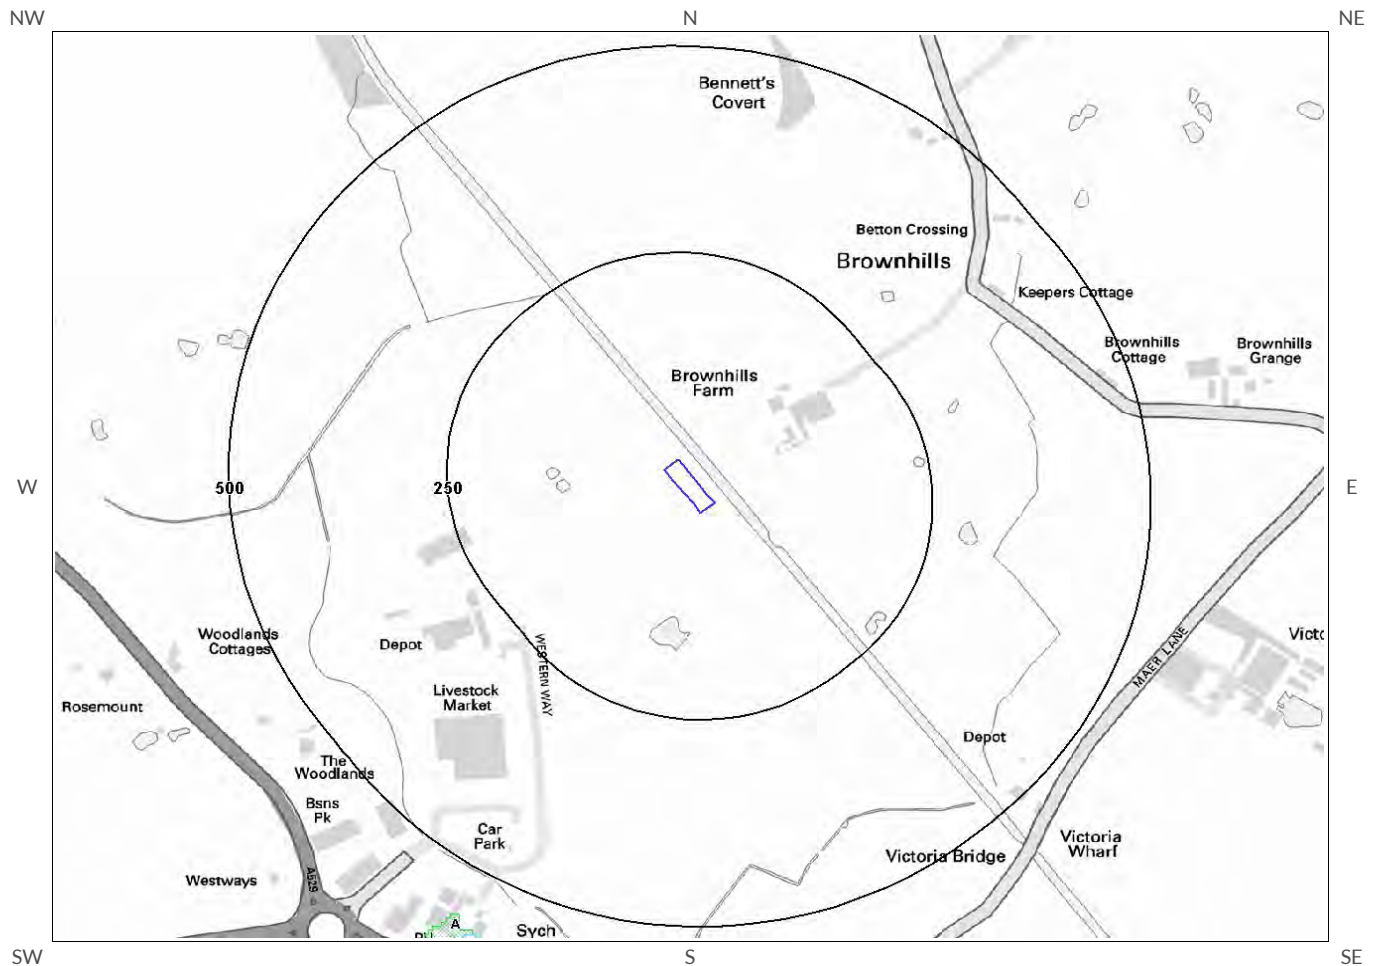 NW
N
NE
Bennett's
Covert
Betton Crossing
Brownhills
Keepers Cottage
Brownhills
Cottage
Brownhills
Grange
Brownhills
Farm
W
500
250
E
Woodlands
Cottages
Depot
WESTERN WAY
Victo
MAER LANE
Livestock
Market
Rosemount
Depot
The
Woodlands
Bsns
Pk
Car
Park
Victoria Bridge
Victoria
Wharf
Westways
A529
A
Sych
SW
S
SE